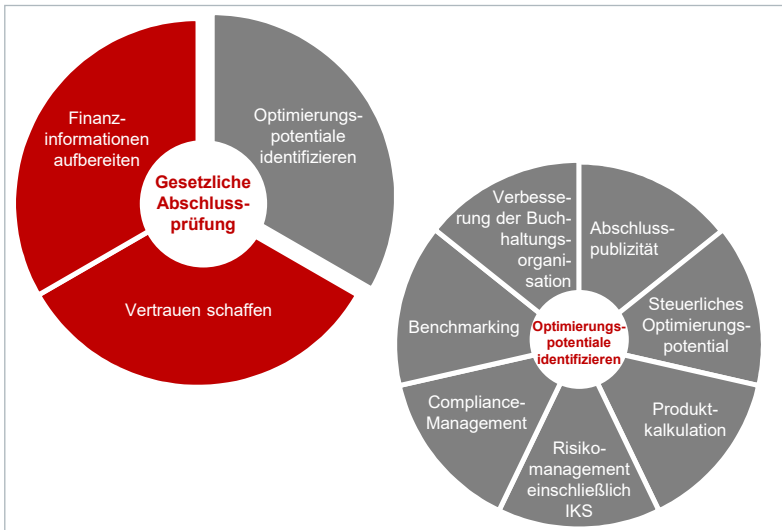 Finanz-
informationen
aufbereiten
Optimierungs-
potentiale
identifizieren
Gesetzliche
Abschluss-
prüfung
Vertrauen schaffen
Verbesse-
rung der Buch-
haltungs-
organi-
sation
Abschluss-
publizität
Steuerliches
Optimierungs-
potential
Produkt-
kalkulation
Risiko-
management
einschließlich
IKS
Compliance-
Management
Benchmarking
Optimierungs-
potentiale
identifizieren